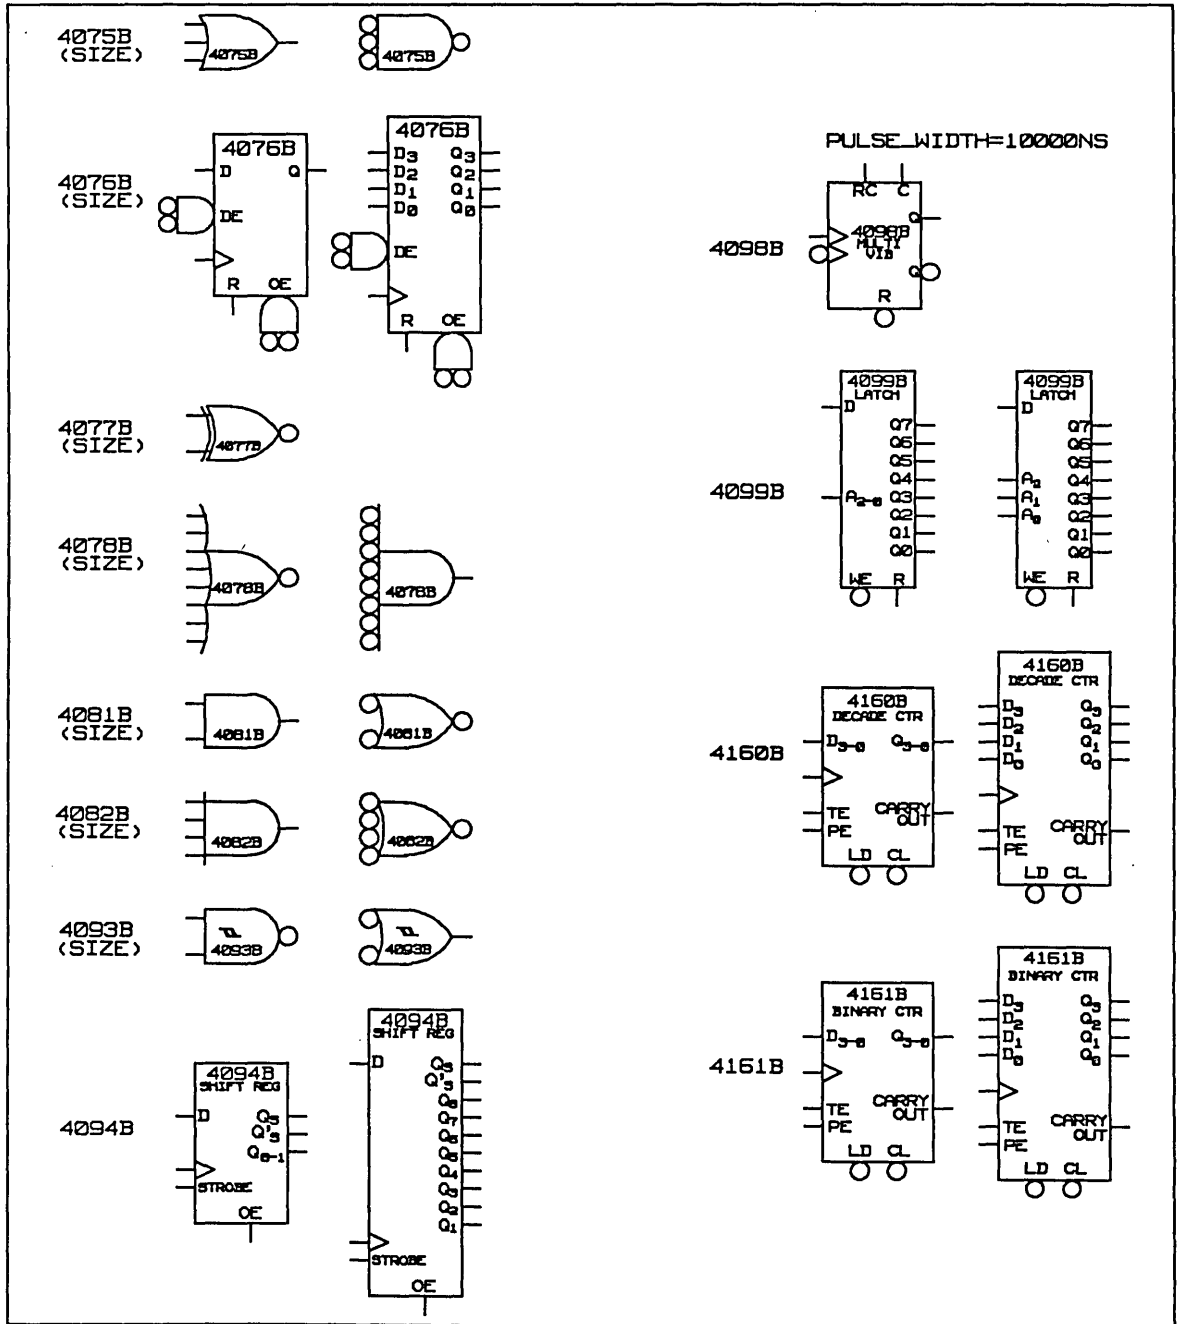 4075B
(SIZE)
4075B
4075B
4076B
(SIZE)
4076B
D Q
DE
R OE
4076B
D3 Q3
D2 Q2
D1 Q1
D0 Q0
DE
R OE
4077B
(SIZE)
4077B
4078B
(SIZE)
4078B
4078B
4081B
(SIZE)
4081B
4081B
4082B
(SIZE)
4082B
4082B
4093B
(SIZE)
4093B
4093B
4094B
4094B
SHIFT REG
D QS
Q'S
Q8-1
STROBE
OE
4094B
SHIFT REG
D QS
Q'S
Q8
Q7
Q6
Q5
Q4
Q3
Q2
Q1
STROBE
OE
PULSE_WIDTH=10000NS
4098B
RC C
Q
4098B
MULTI
VIB
Q
R
4099B
4099B
LATCH
D
Q7
Q6
Q5
Q4
A2-0 Q3
Q2
Q1
Q0
WE R
4099B
LATCH
D
Q7
Q6
Q5
A2 Q4
A1 Q3
A0 Q2
Q1
Q0
WE R
4160B
4160B
DECADE CTR
D3-0 Q3-0
TE CARRY
PE OUT
LD CL
4160B
DECADE CTR
D3 Q3
D2 Q2
D1 Q1
D0 Q0
TE CARRY
PE OUT
LD CL
4161B
4161B
BINARY CTR
D3-0 Q3-0
TE CARRY
PE OUT
LD CL
4161B
BINARY CTR
D3 Q3
D2 Q2
D1 Q1
D0 Q0
TE CARRY
PE OUT
LD CL